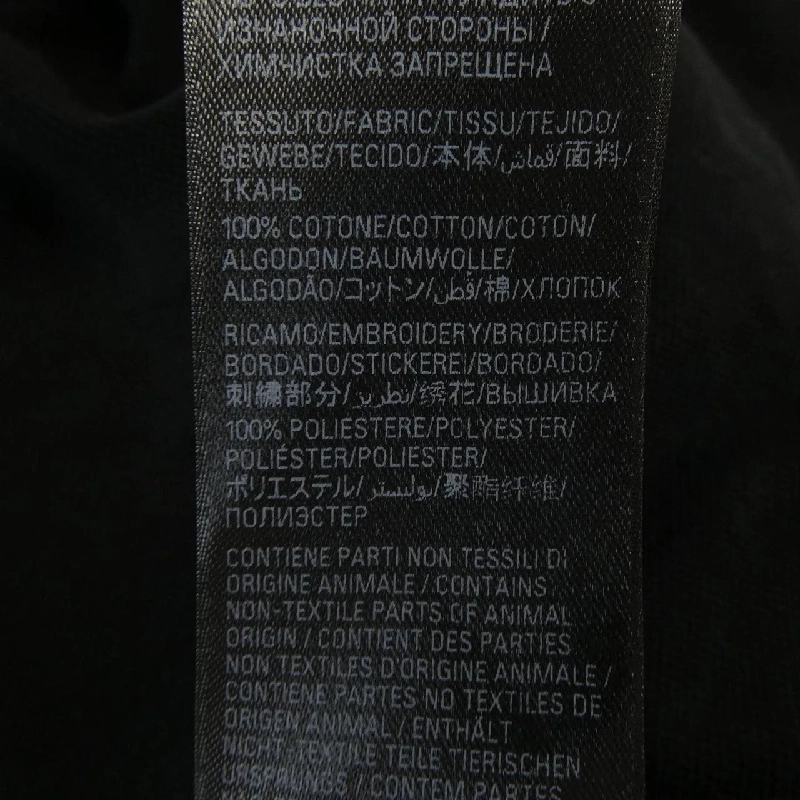 ИЗНАНОЧНОЙ СТОРОНЫ /
ХИМЧИСТКА ЗАПРЕЩЕНА
TESSUTO/FABRIC/TISSU/TEJIDO/
GEWEBE/TECIDO/本体/قماش/面料/
ТКАНЬ
100% COTONE/COTTON/COTON/
ALGODON/BAUMWOLLE/
ALGODÃO/コットン/قطن/棉/ХЛОПОК
RICAMO/EMBROIDERY/BRODERIE/
BORDADO/STICKEREI/BORDADO/
刺繍部分/تطريز/绣花/ВЫШИВКА
100% POLIESTERE/POLYESTER/
POLIÉSTER/POLIESTER/
ポリエステル/بوليستر/聚酯纤维/
ПОЛИЭСТЕР
CONTIENE PARTI NON TESSILI DI
ORIGINE ANIMALE / CONTAINS
NON-TEXTILE PARTS OF ANIMAL
ORIGIN / CONTIENT DES PARTIES
NON TEXTILES D'ORIGINE ANIMALE /
CONTIENE PARTES NO TEXTILES DE
ORIGEN ANIMAL / ENTHÄLT
NICHT-TEXTILE TEILE TIERISCHEN
URSPRUNGS / CONTEM PARTES